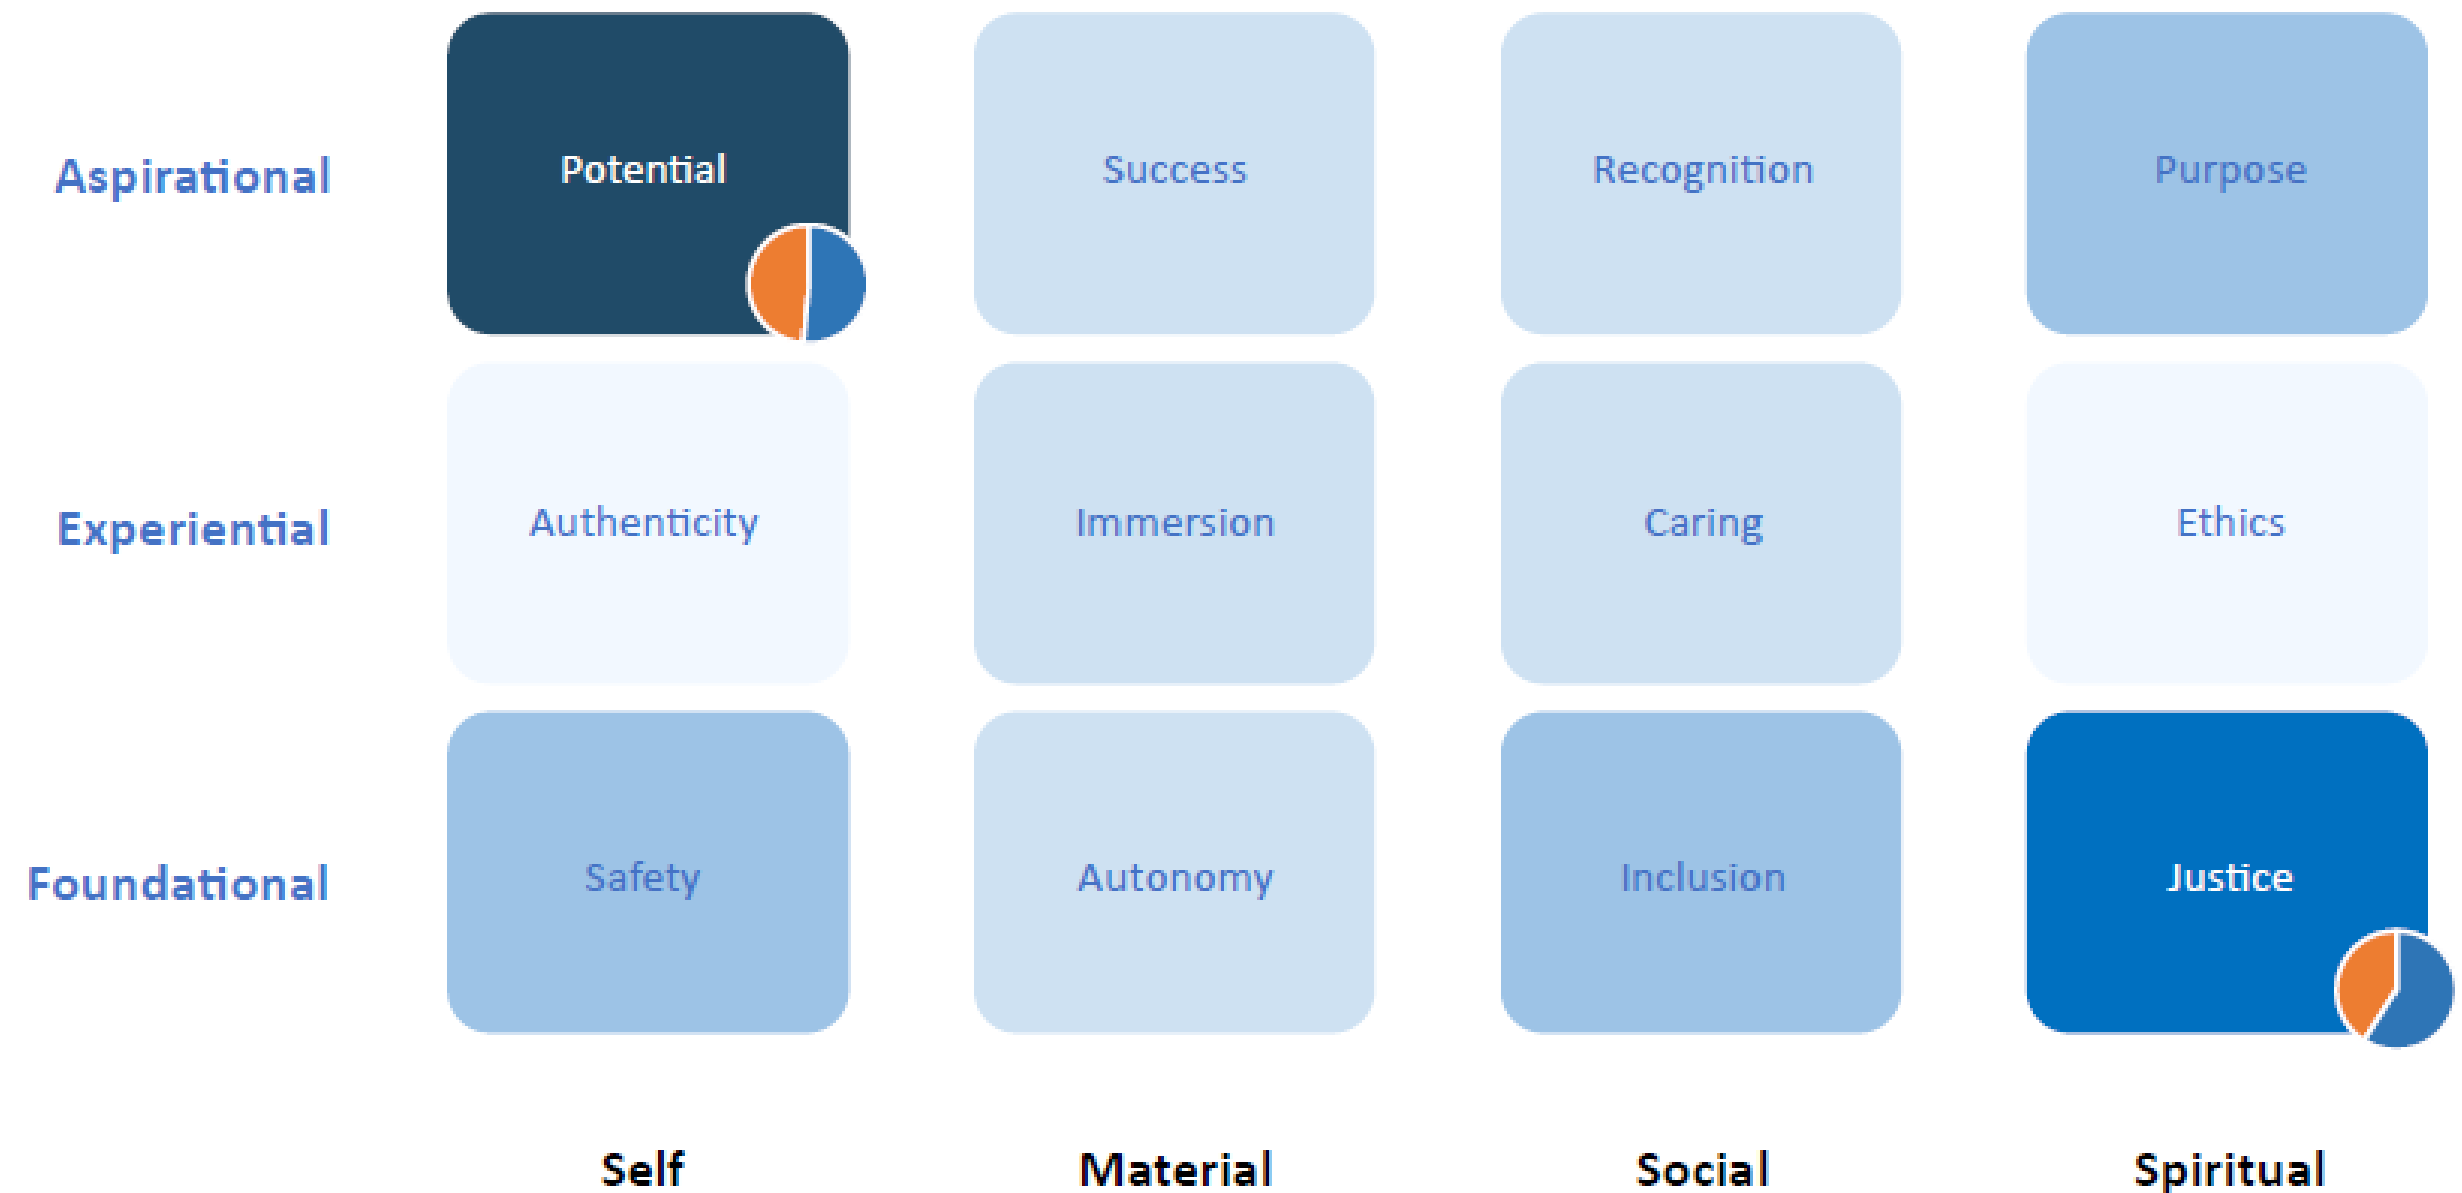 Aspirational
Potential
Success
Recognition
Purpose
Experiential
Authenticity
Immersion
Caring
Ethics
Foundational
Safety
Autonomy
Inclusion
Justice
Self
Material
Social
Spiritual